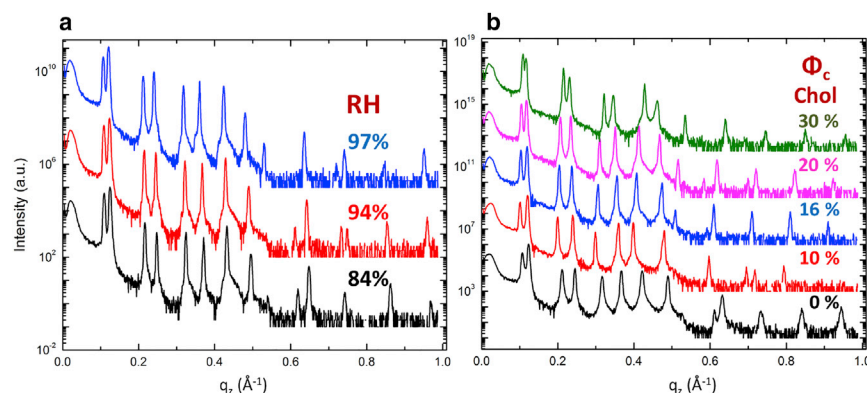 a
b
Intensity (a.u.)
10^10
10^6
10^2
10^-2
RH
97%
94%
84%
0.0 0.2 0.4 0.6 0.8 1.0
q_z (Å^-1)
10^19
10^15
10^11
10^7
10^3
Φ_c
Chol
30 %
20 %
16 %
10 %
0 %
0.0 0.2 0.4 0.6 0.8 1.0
q_z (Å^-1)